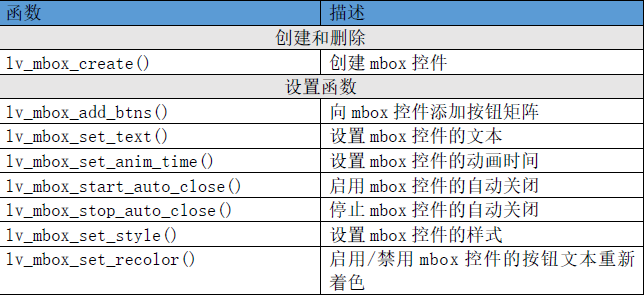 函数 描述
创建和删除
lv_mbox_create() 创建 mbox 控件
设置函数
lv_mbox_add_btns() 向 mbox 控件添加按钮矩阵
lv_mbox_set_text() 设置 mbox 控件的文本
lv_mbox_set_anim_time() 设置 mbox 控件的动画时间
lv_mbox_start_auto_close() 启用 mbox 控件的自动关闭
lv_mbox_stop_auto_close() 停止 mbox 控件的自动关闭
lv_mbox_set_style() 设置 mbox 控件的样式
lv_mbox_set_recolor() 启用/禁用 mbox 控件的按钮文本重新
着色